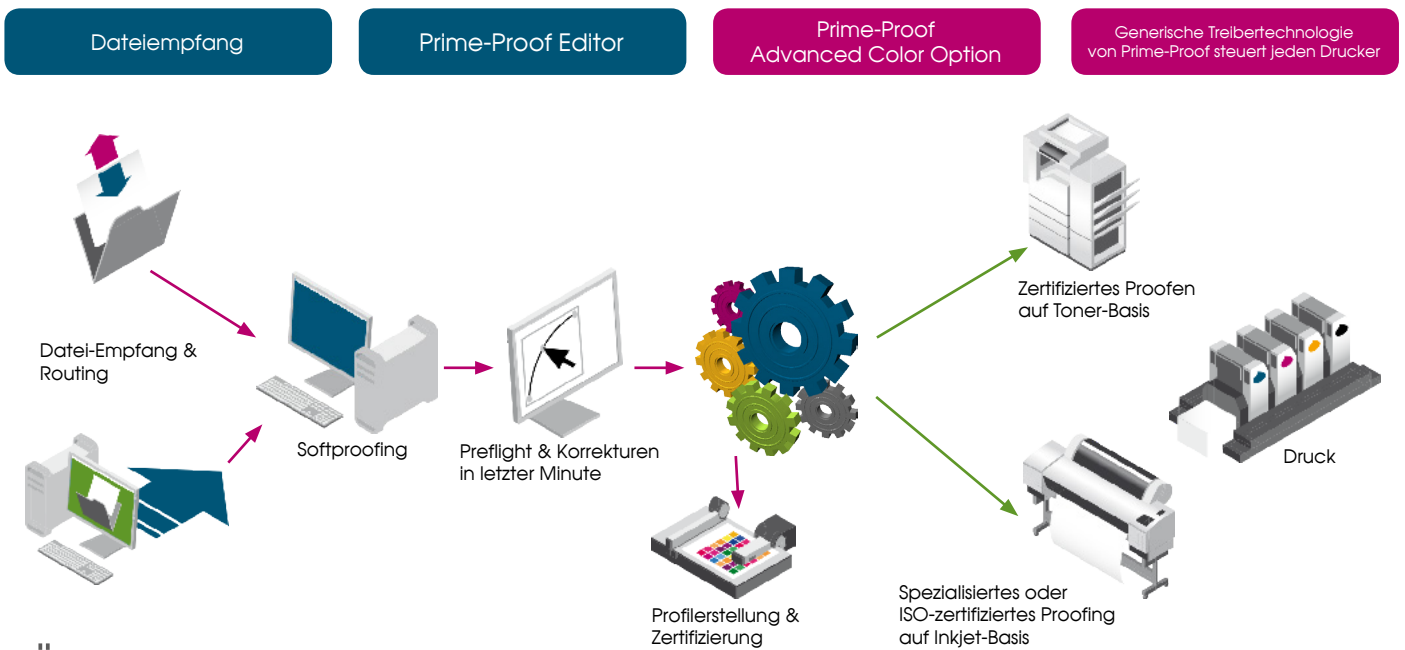 Dateiempfang
Prime-Proof Editor
Prime-Proof
Advanced Color Option
Generische Treibertechnologie
von Prime-Proof steuert jeden Drucker
Datei-Empfang &
Routing
Softproofing
Preflight & Korrekturen
in letzter Minute
Profilerstellung &
Zertifizierung
Zertifiziertes Proofen
auf Toner-Basis
Druck
Spezialisiertes oder
ISO-zertifiziertes Proofing
auf Inkjet-Basis